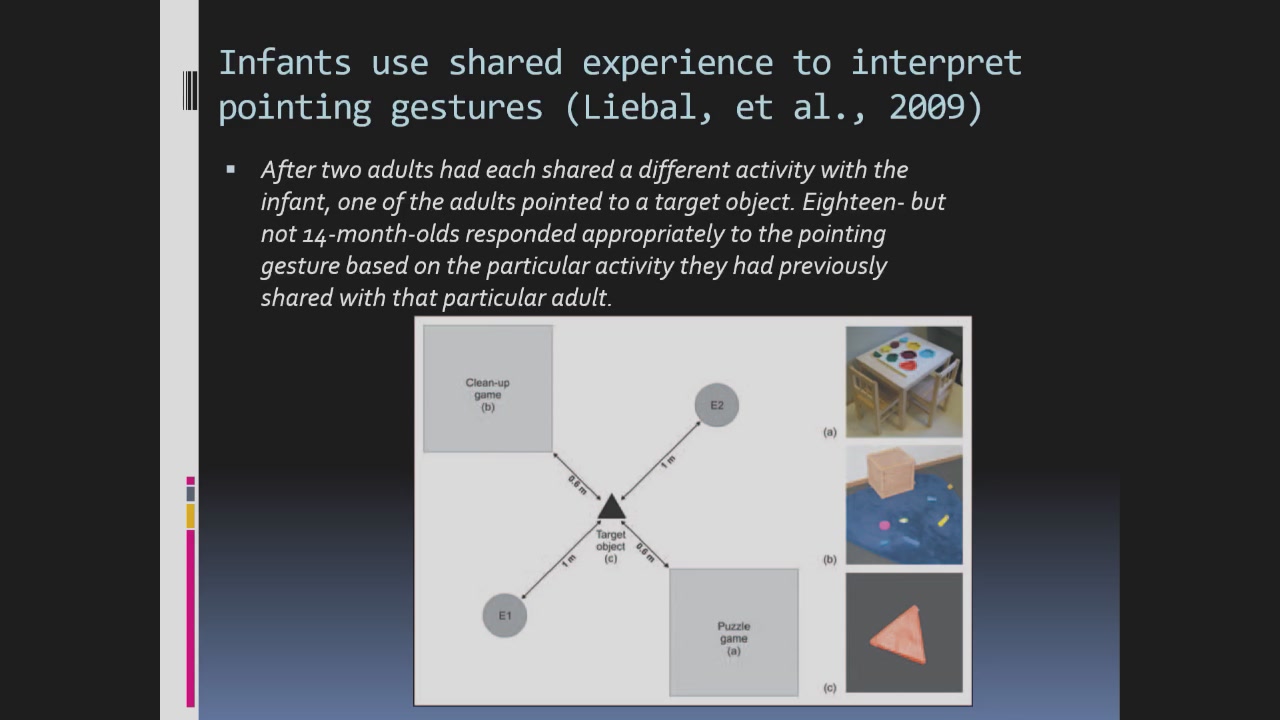 Infants use shared experience to interpret
pointing gestures (Liebal, et al., 2009)
After two adults had each shared a different activity with the
infant, one of the adults pointed to a target object. Eighteen- but
not 14-month-olds responded appropriately to the pointing
gesture based on the particular activity they had previously
shared with that particular adult.
Clean-up
game
(b)
E2
(a)
0.6 m
1 m
Target
object
(c)
1 m
0.6 m
(b)
E1
Puzzle
game
(a)
(c)